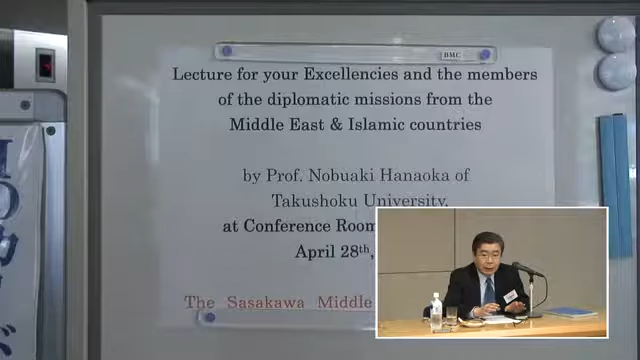 BMC
Lecture for your Excellencies and the members
of the diplomatic missions from the
Middle East & Islamic countries
by Prof. Nobuaki Hanaoka of
Takushoku University,
at Conference Room
April 28th,
The Sasakawa Middle